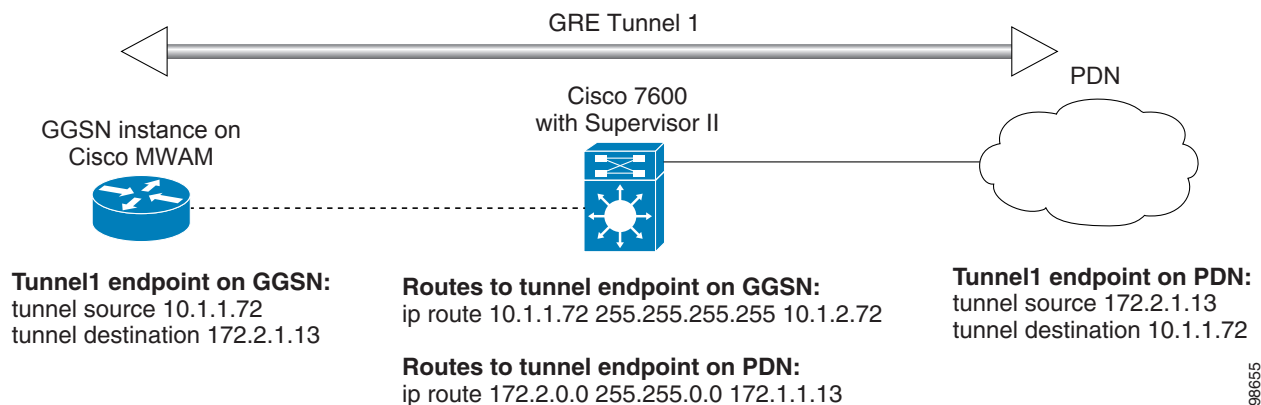 GRE Tunnel 1
PDN
Cisco 7600
with Supervisor II
GGSN instance on
Cisco MWAM
Tunnel1 endpoint on GGSN:
tunnel source 10.1.1.72
tunnel destination 172.2.1.13
Routes to tunnel endpoint on GGSN:
ip route 10.1.1.72 255.255.255.255 10.1.2.72
Routes to tunnel endpoint on PDN:
ip route 172.2.0.0 255.255.0.0 172.1.1.13
Tunnel1 endpoint on PDN:
tunnel source 172.2.1.13
tunnel destination 10.1.1.72
98655